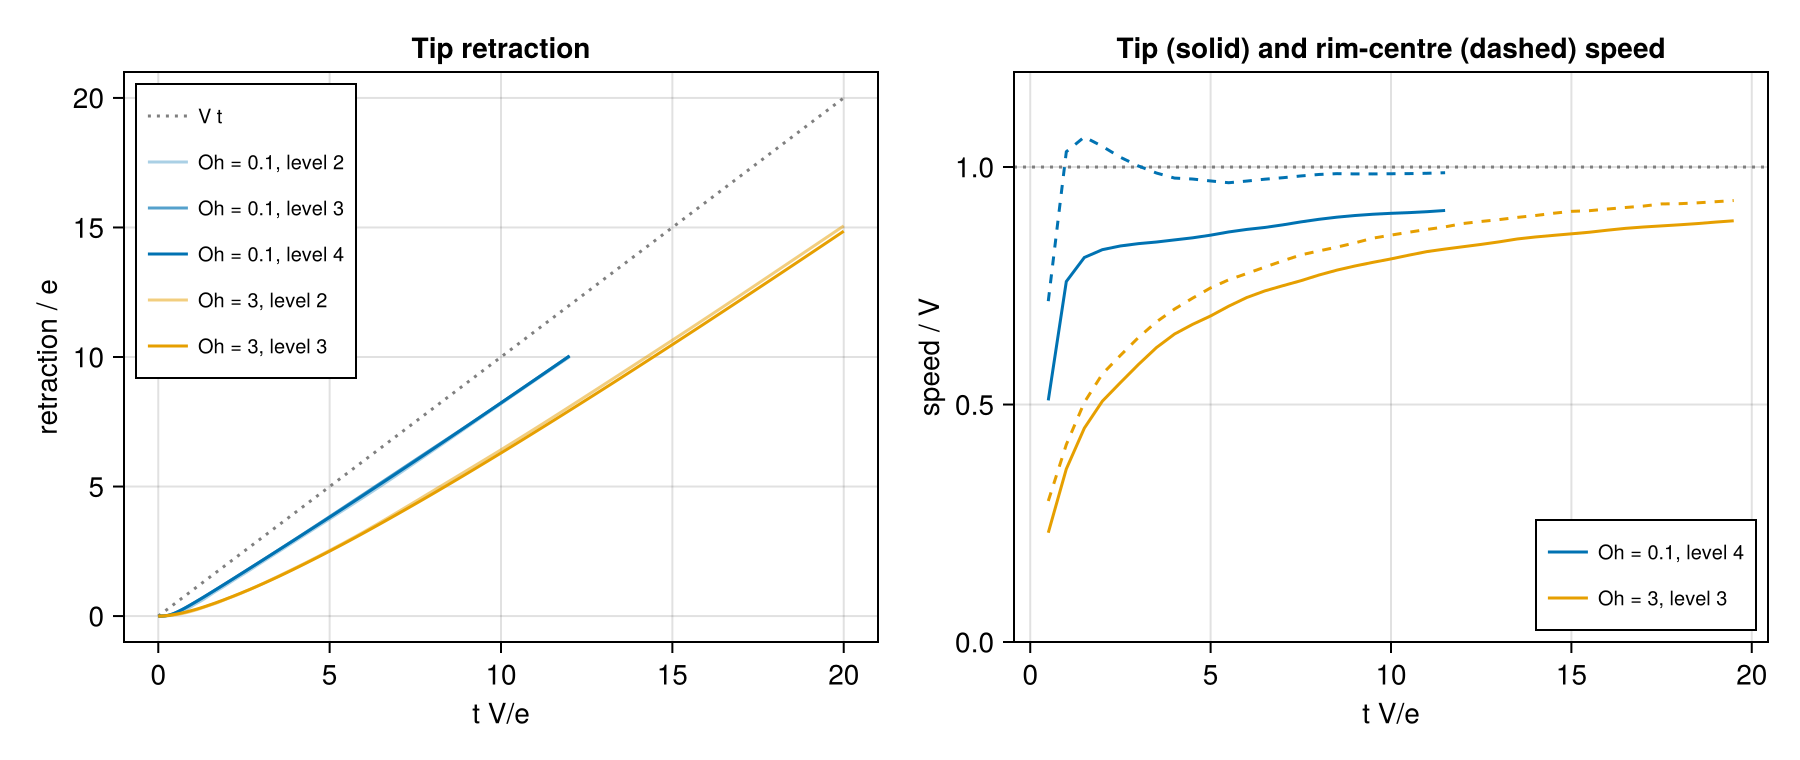 Tip retraction
20
15
10
5
0
retraction / e
V t
Oh = 0.1, level 2
Oh = 0.1, level 3
Oh = 0.1, level 4
Oh = 3, level 2
Oh = 3, level 3
0 5 10 15 20
t V/e
Tip (solid) and rim-centre (dashed) speed
1.0
0.5
0.0
speed / V
Oh = 0.1, level 4
Oh = 3, level 3
0 5 10 15 20
t V/e